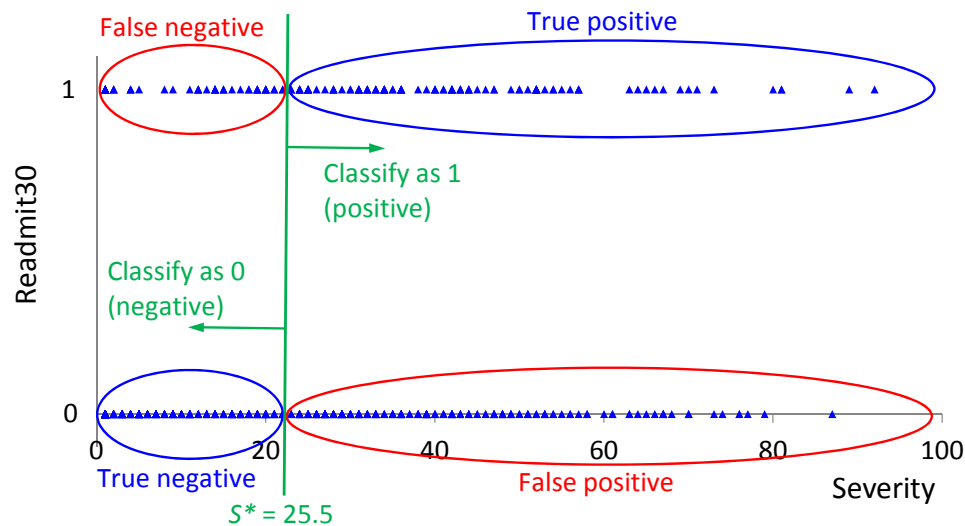 False negative
True positive
1
Classify as 1
(positive)
Readmit30
Classify as 0
(negative)
0
0
20
40
60
80
100
True negative
False positive
Severity
S* = 25.5